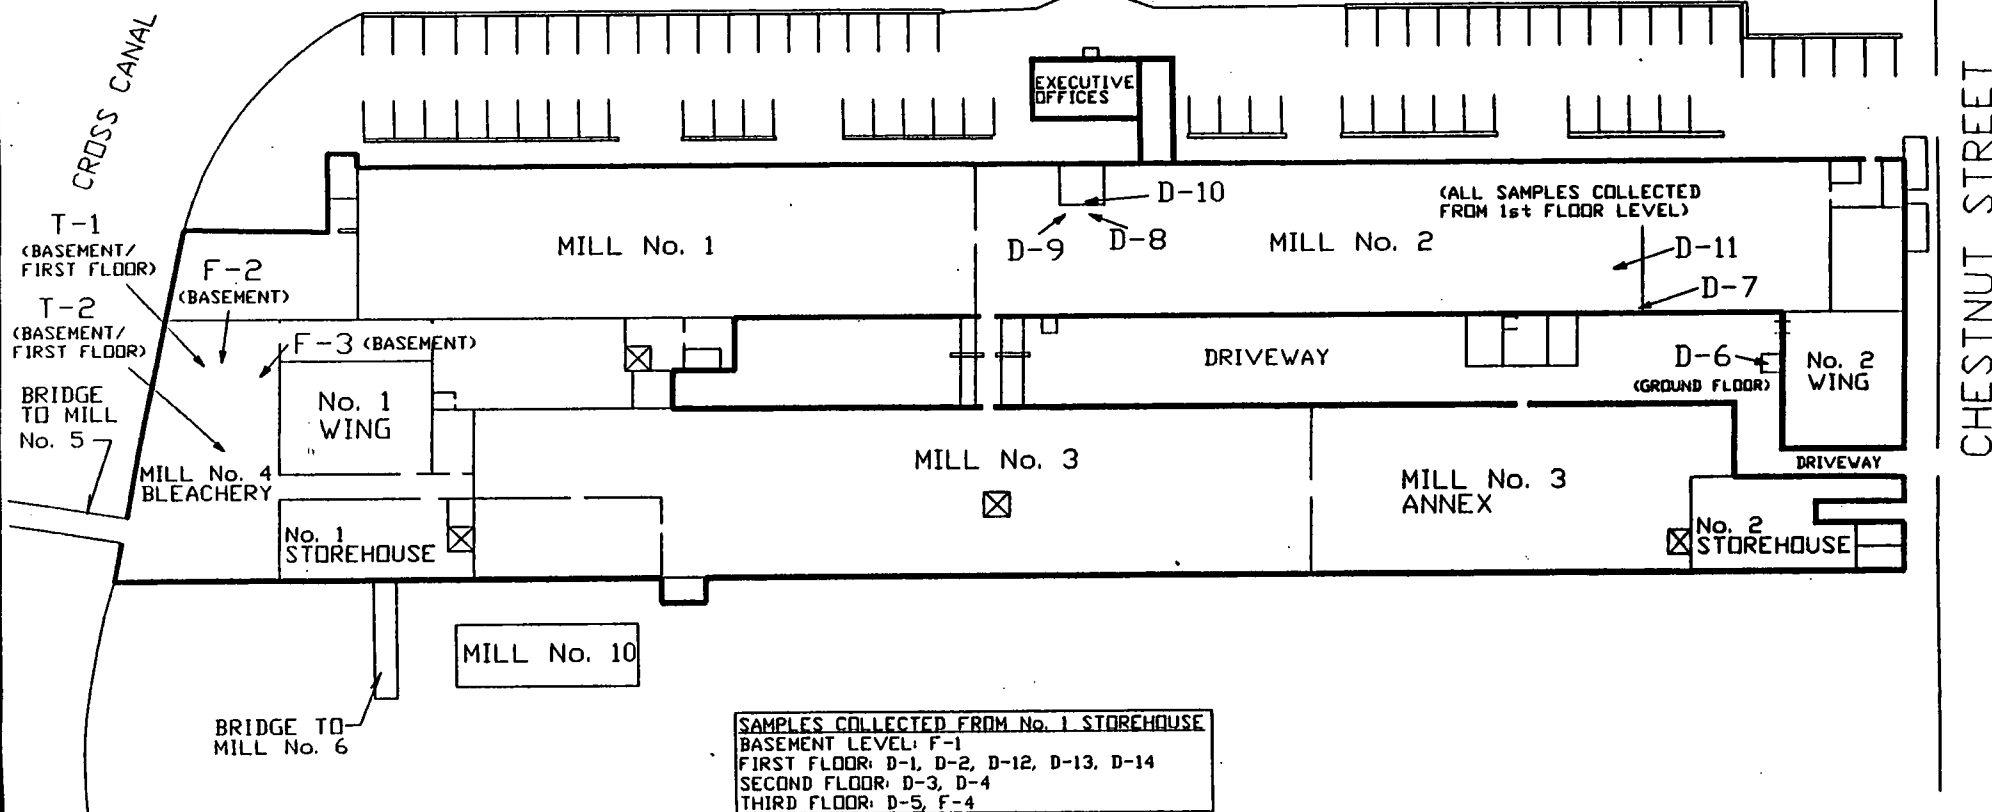 CROSS CANAL
CHESTNUT STREET
EXECUTIVE
OFFICES
T-1
(BASEMENT/
FIRST FLOOR)
F-2
(BASEMENT)
T-2
(BASEMENT/
FIRST FLOOR)
F-3 (BASEMENT)
BRIDGE
TO MILL
No. 5
MILL No. 1
D-10
D-9
D-8
MILL No. 2
(ALL SAMPLES COLLECTED
FROM 1st FLOOR LEVEL)
D-11
D-7
DRIVEWAY
D-6
(GROUND FLOOR)
No. 2
WING
No. 1
WING
MILL No. 4
BLEACHERY
MILL No. 3
MILL No. 3
ANNEX
DRIVEWAY
No. 1
STOREHOUSE
No. 2
STOREHOUSE
MILL No. 10
BRIDGE TO
MILL No. 6
SAMPLES COLLECTED FROM No. 1 STOREHOUSE
BASEMENT LEVEL: F-1
FIRST FLOOR: D-1, D-2, D-12, D-13, D-14
SECOND FLOOR: D-3, D-4
THIRD FLOOR: D-5, F-4